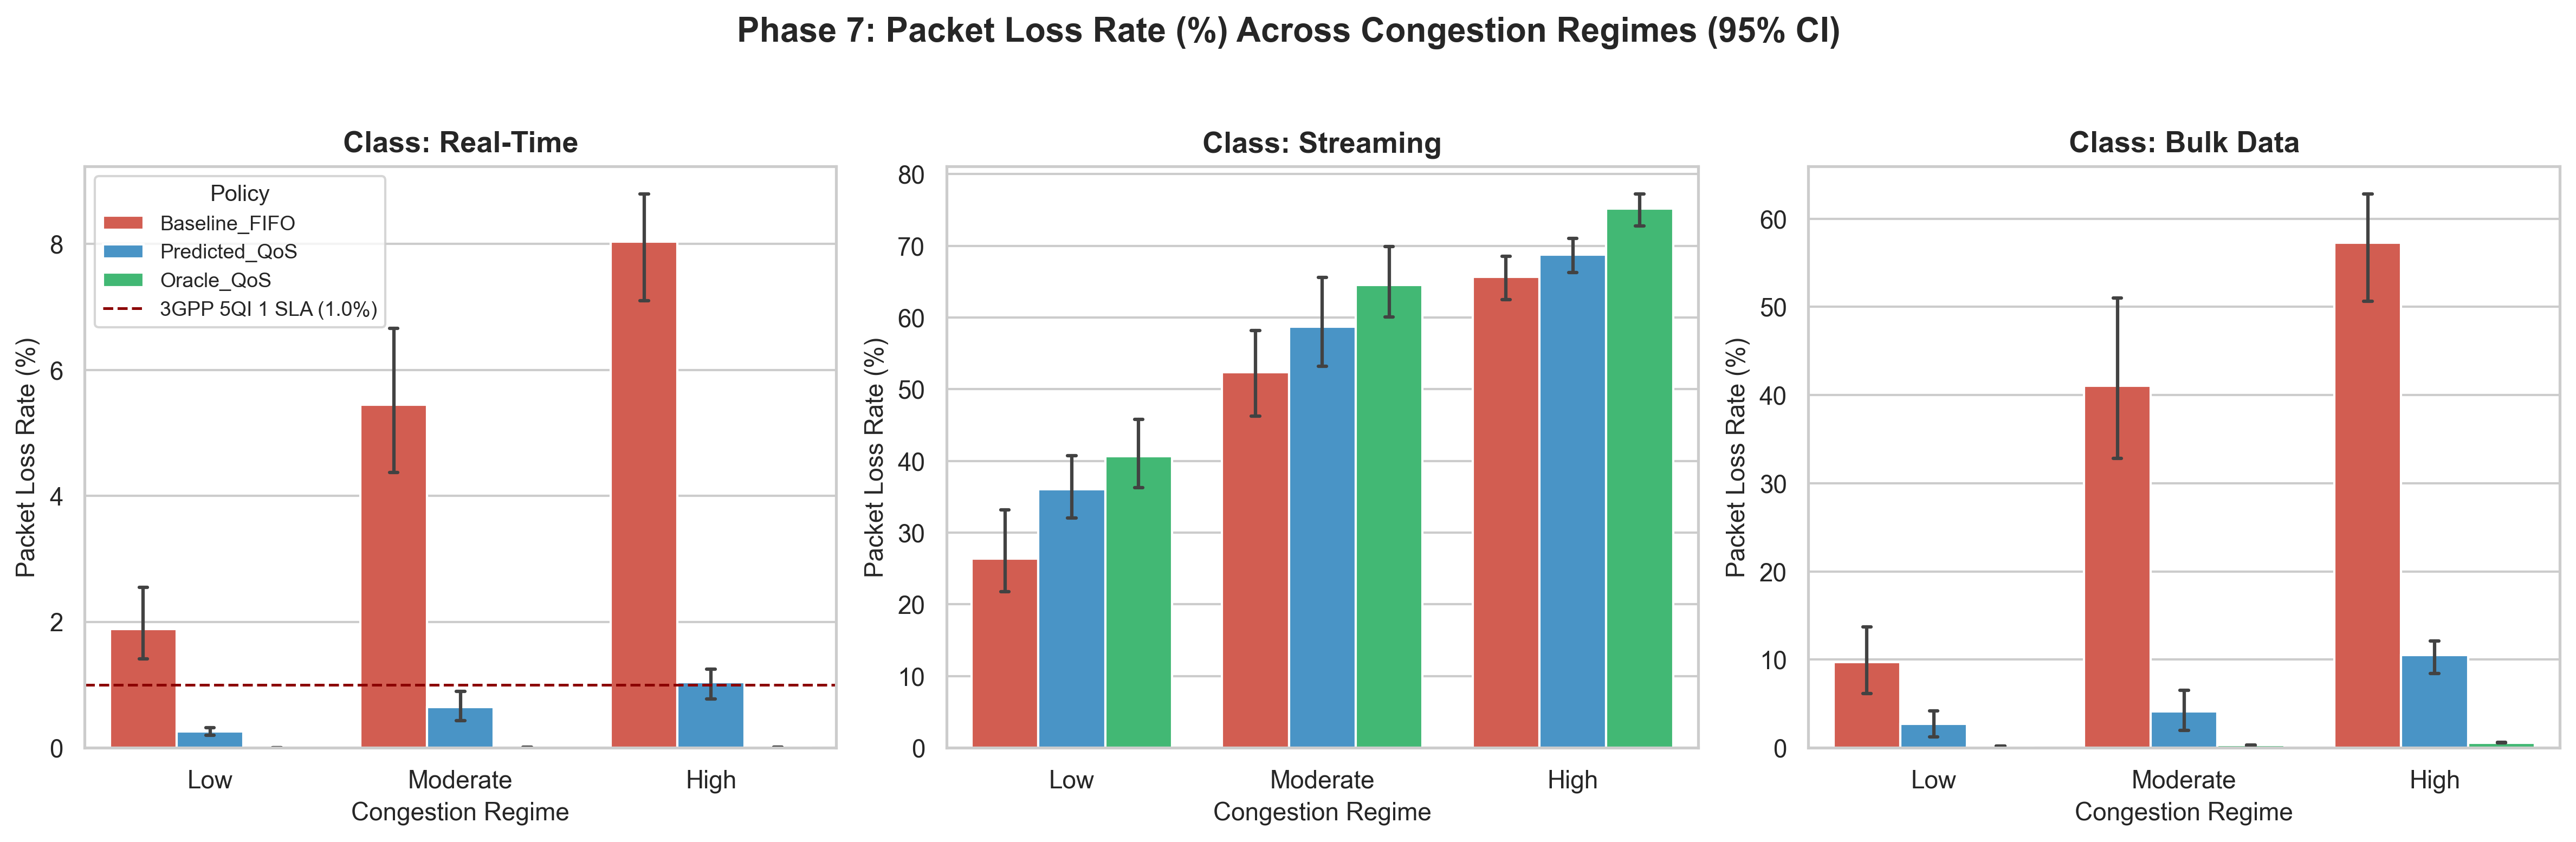 Phase 7: Packet Loss Rate (%) Across Congestion Regimes (95% CI)
Class: Real-Time
Packet Loss Rate (%)
8
6
4
2
0
Policy
Baseline_FIFO
Predicted_QoS
Oracle_QoS
3GPP 5QI 1 SLA (1.0%)
Low Moderate High
Congestion Regime
Class: Streaming
Packet Loss Rate (%)
80
70
60
50
40
30
20
10
0
Low Moderate High
Congestion Regime
Class: Bulk Data
Packet Loss Rate (%)
60
50
40
30
20
10
0
Low Moderate High
Congestion Regime